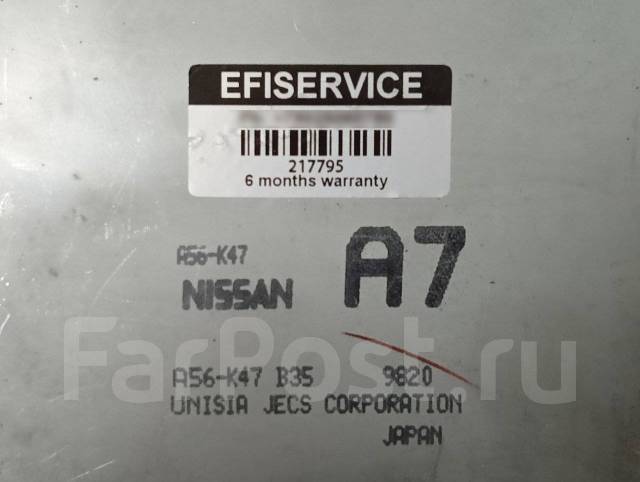 EFISERVICE
217795
6 months warranty
A56-K47
NISSAN
A7
A56-K47 B35 9820
UNISIA JECS CORPORATION
JAPAN
FarPost.ru